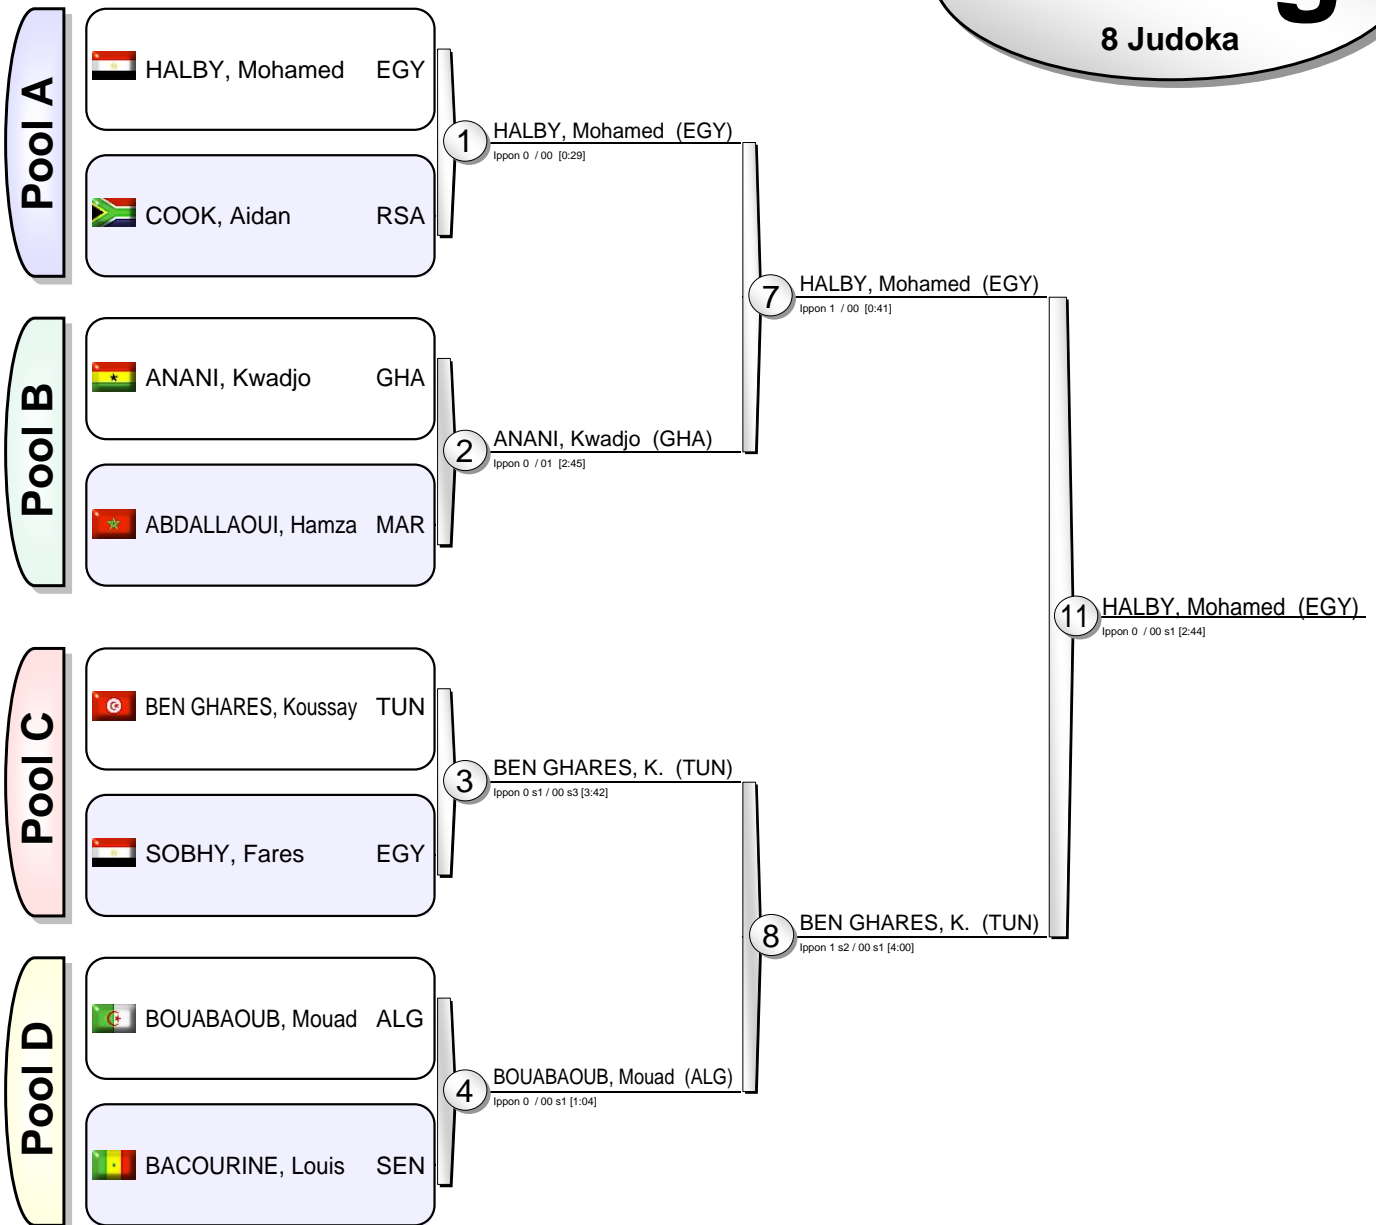 8 Judoka
Pool A
HALBY, Mohamed EGY
COOK, Aidan RSA
1
HALBY, Mohamed (EGY)
Ippon 0 / 00 [0:29]
Pool B
ANANI, Kwadjo GHA
ABDALLAOUI, Hamza MAR
2
ANANI, Kwadjo (GHA)
Ippon 0 / 01 [2:45]
7
HALBY, Mohamed (EGY)
Ippon 1 / 00 [0:41]
Pool C
BEN GHARES, Koussay TUN
SOBHY, Fares EGY
3
BEN GHARES, K. (TUN)
Ippon 0 s1 / 00 s3 [3:42]
Pool D
BOUABAOUB, Mouad ALG
BACOURINE, Louis SEN
4
BOUABAOUB, Mouad (ALG)
Ippon 0 / 00 s1 [1:04]
8
BEN GHARES, K. (TUN)
Ippon 1 s2 / 00 s1 [4:00]
11
HALBY, Mohamed (EGY)
Ippon 0 / 00 s1 [2:44]